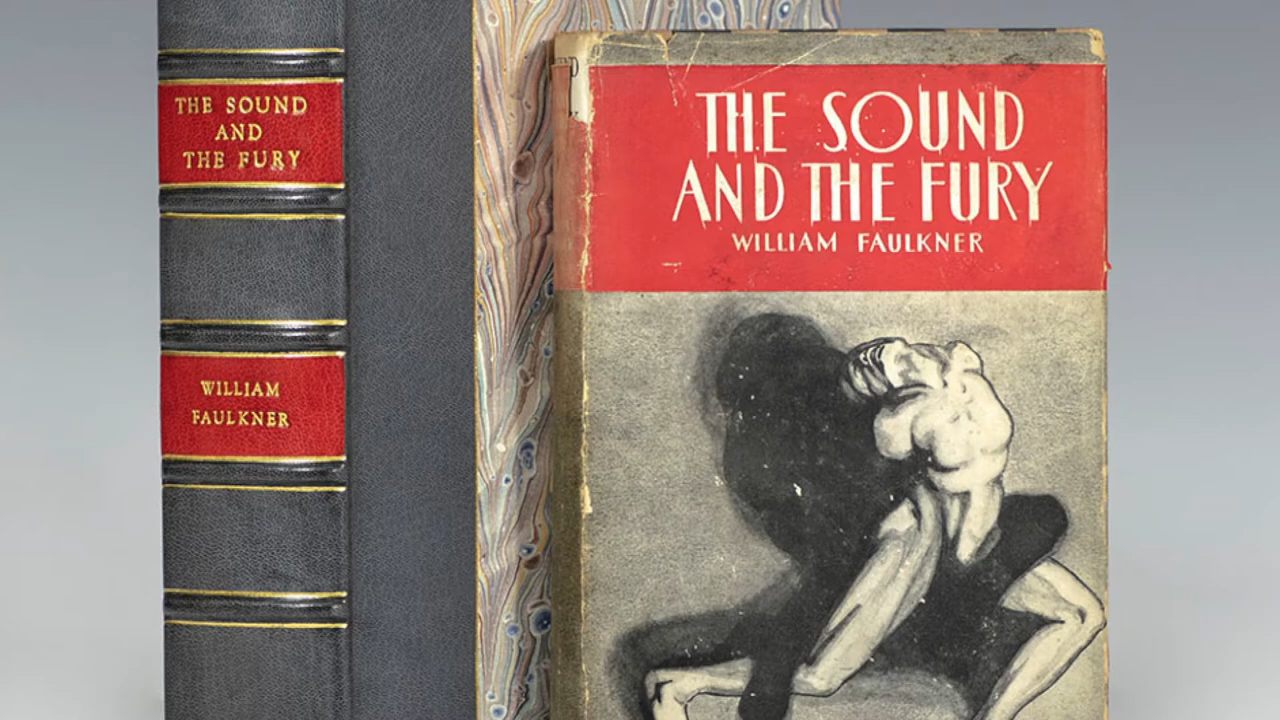 THE SOUND
AND
THE FURY
WILLIAM
FAULKNER
THE SOUND
AND THE FURY
WILLIAM FAULKNER